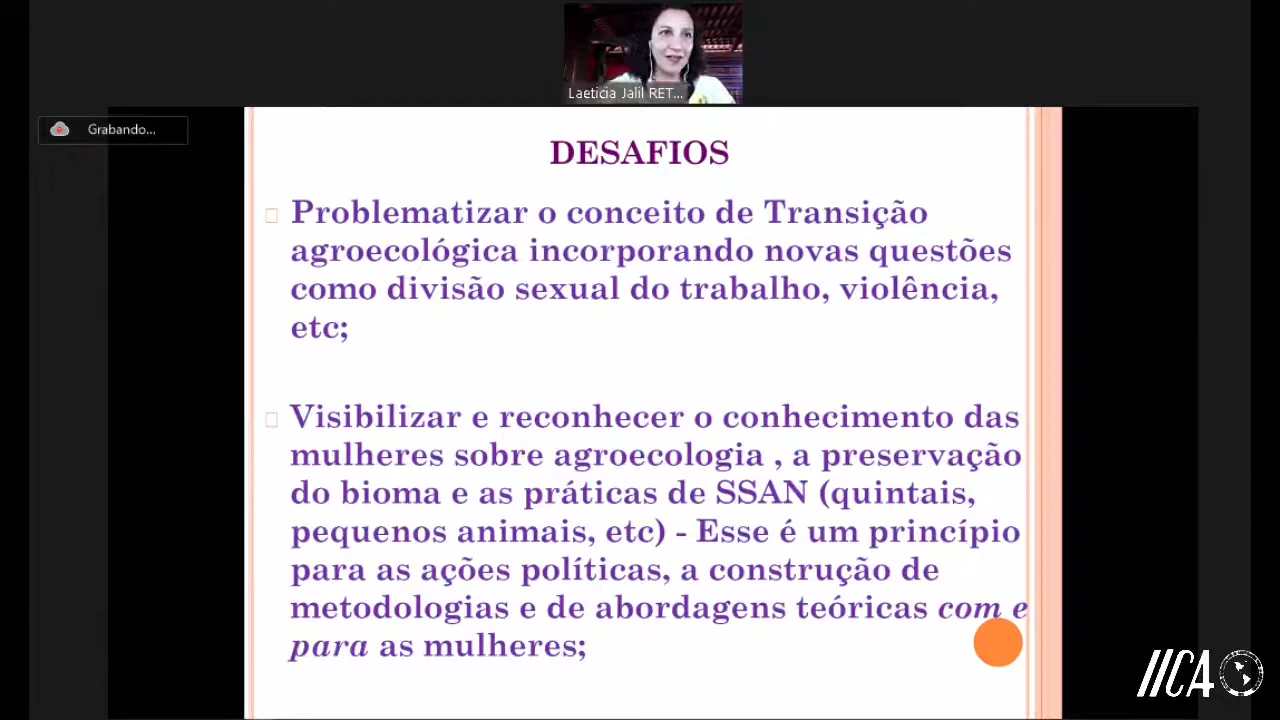 Laeticia Jalil RET...
Grabando...
DESAFIOS
Problematizar o conceito de Transição
agroecológica incorporando novas questões
como divisão sexual do trabalho, violência,
etc;
Visibilizar e reconhecer o conhecimento das
mulheres sobre agroecologia , a preservação
do bioma e as práticas de SSAN (quintais,
pequenos animais, etc) - Esse é um princípio
para as ações políticas, a construção de
metodologias e de abordagens teóricas com e
para as mulheres;
IICA